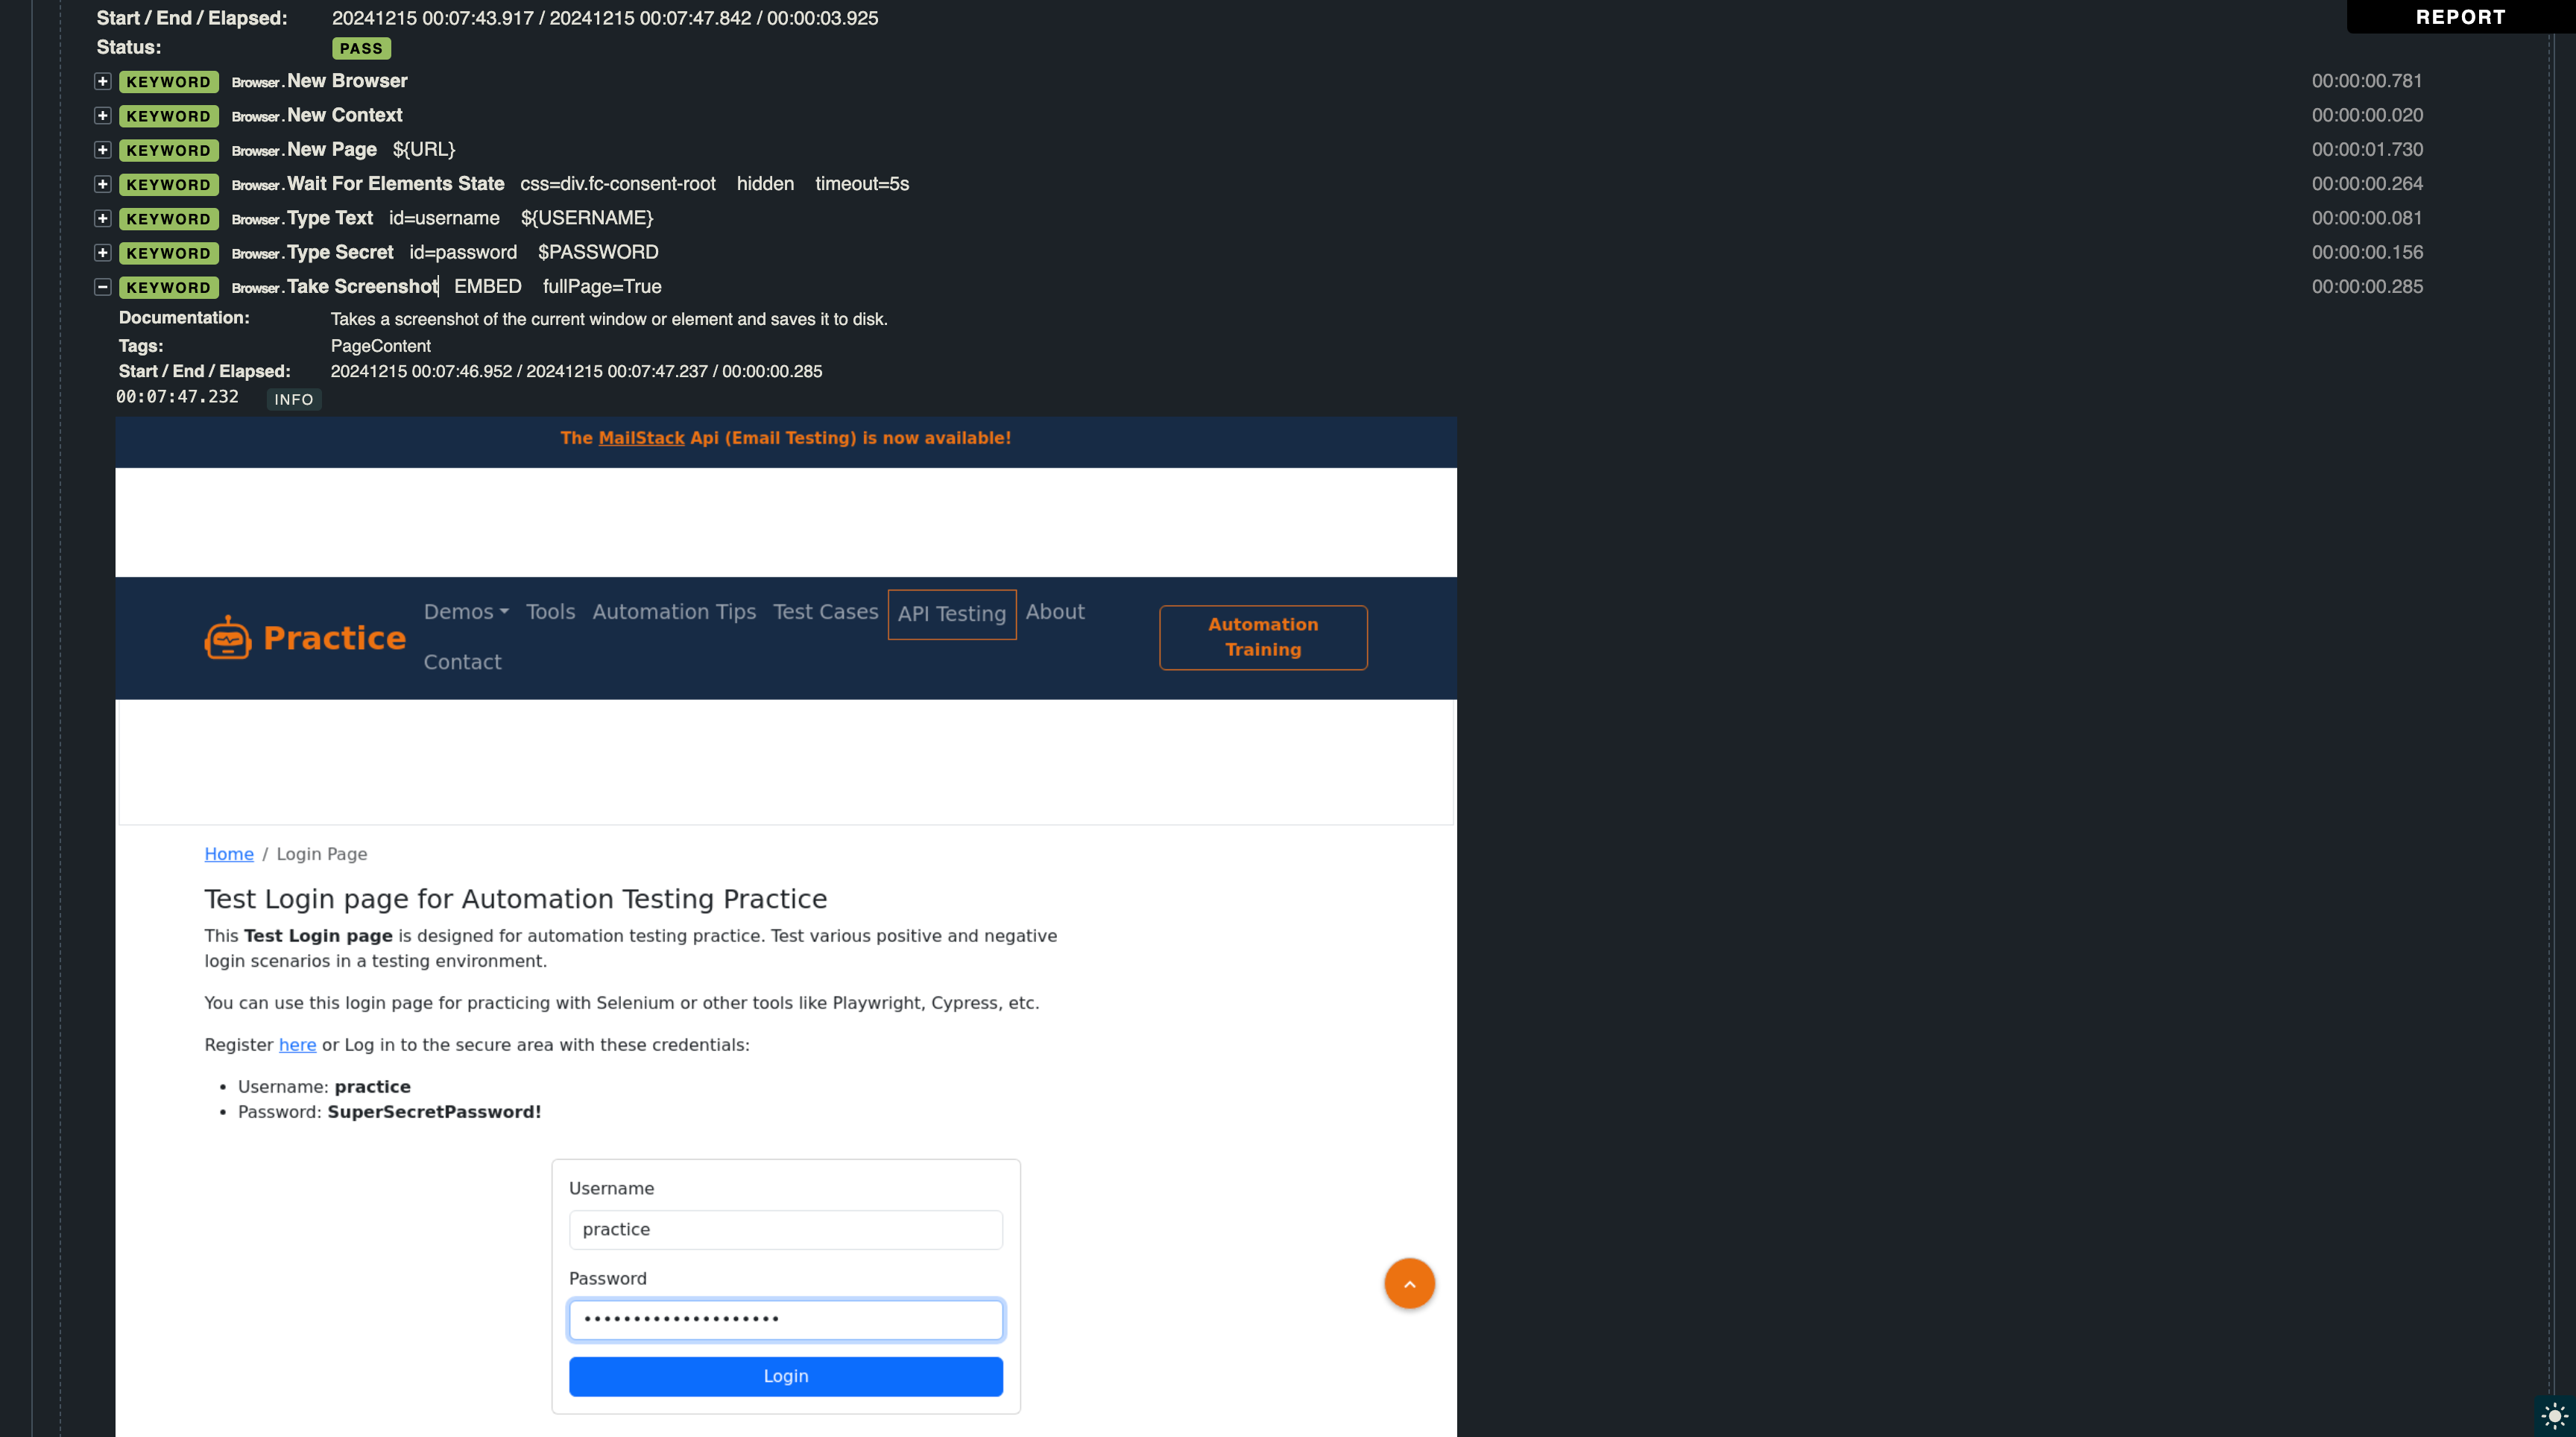 Start / End / Elapsed: 20241215 00:07:43.917 / 20241215 00:07:47.842 / 00:00:03.925
REPORT
Status: PASS
KEYWORD Browser.New Browser 00:00:00.781
KEYWORD Browser.New Context 00:00:00.020
KEYWORD Browser.New Page ${URL} 00:00:01.730
KEYWORD Browser.Wait For Elements State css=div.fc-consent-root hidden timeout=5s 00:00:00.264
KEYWORD Browser.Type Text id=username ${USERNAME} 00:00:00.081
KEYWORD Browser.Type Secret id=password $PASSWORD 00:00:00.156
KEYWORD Browser.Take Screenshot EMBED fullPage=True 00:00:00.285
Documentation: Takes a screenshot of the current window or element and saves it to disk.
Tags: PageContent
Start / End / Elapsed: 20241215 00:07:46.952 / 20241215 00:07:47.237 / 00:00:00.285
00:07:47.232 INFO
The MailStack Api (Email Testing) is now available!
Practice
Demos Tools Automation Tips Test Cases API Testing About
Contact
Automation
Training
Home / Login Page
Test Login page for Automation Testing Practice
This Test Login page is designed for automation testing practice. Test various positive and negative
login scenarios in a testing environment.
You can use this login page for practicing with Selenium or other tools like Playwright, Cypress, etc.
Register here or Log in to the secure area with these credentials:
• Username: practice
• Password: SuperSecretPassword!
Username
practice
Password
••••••••••••••••••••
Login